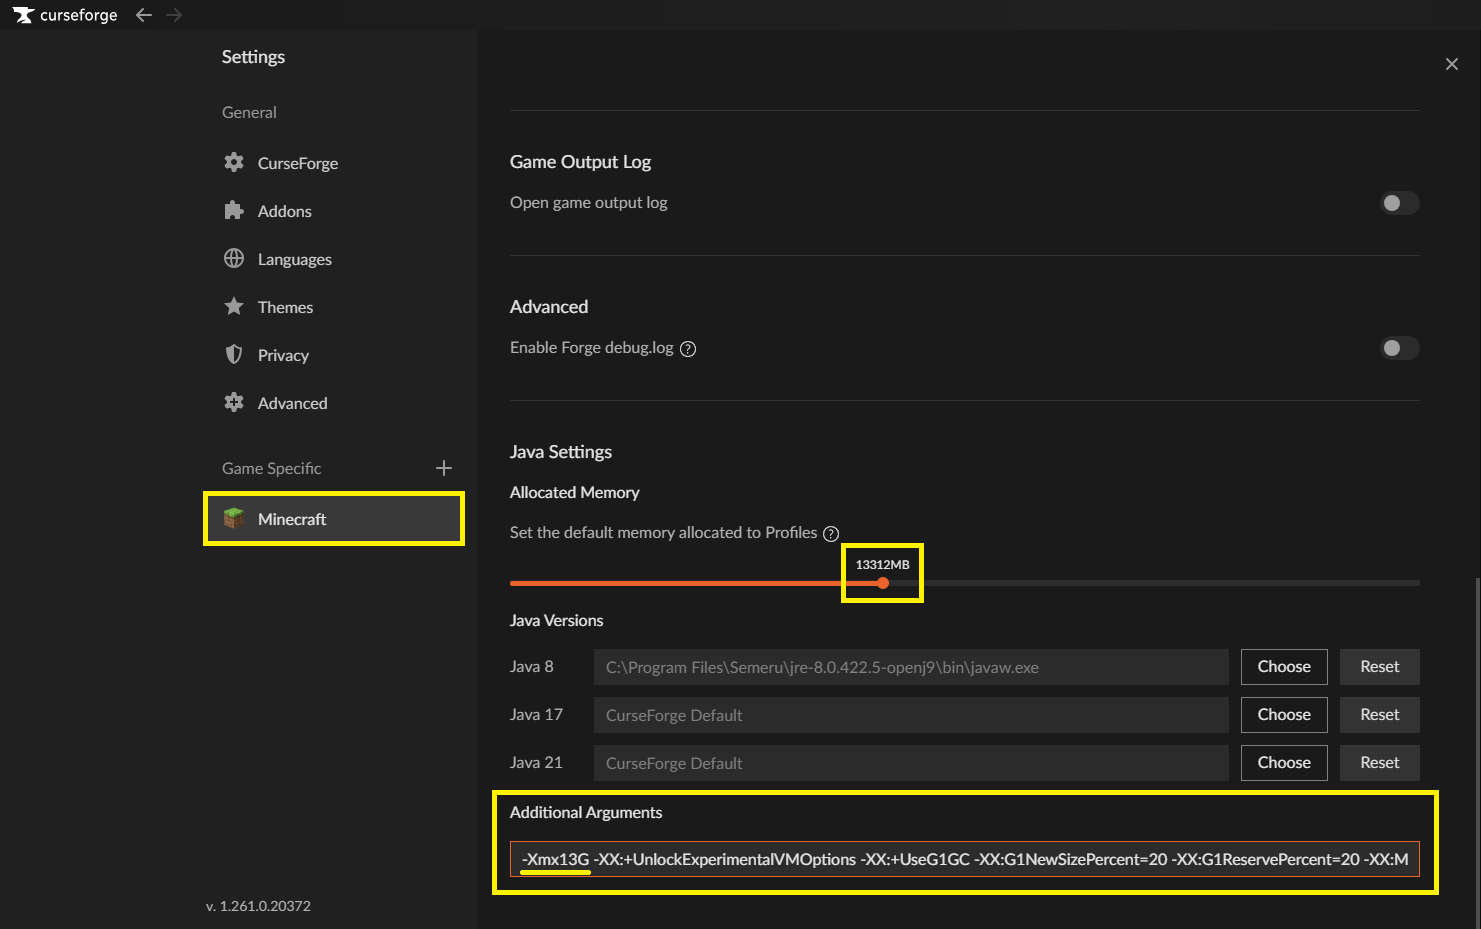 curseforge
Settings
General
CurseForge
Addons
Languages
Themes
Privacy
Advanced
Game Specific
Minecraft
v. 1.261.0.20372
Game Output Log
Open game output log
Advanced
Enable Forge debug.log ?
Java Settings
Allocated Memory
Set the default memory allocated to Profiles ?
13312MB
Java Versions
Java 8 C:\Program Files\Semeru\jre-8.0.422.5-openj9\bin\javaw.exe Choose Reset
Java 17 CurseForge Default Choose Reset
Java 21 CurseForge Default Choose Reset
Additional Arguments
-Xmx13G -XX:+UnlockExperimentalVMOptions -XX:+UseG1GC -XX:G1NewSizePercent=20 -XX:G1ReservePercent=20 -XX:M